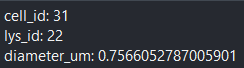 cell_id: 31
lys_id: 22
diameter_um: 0.7566052787005901